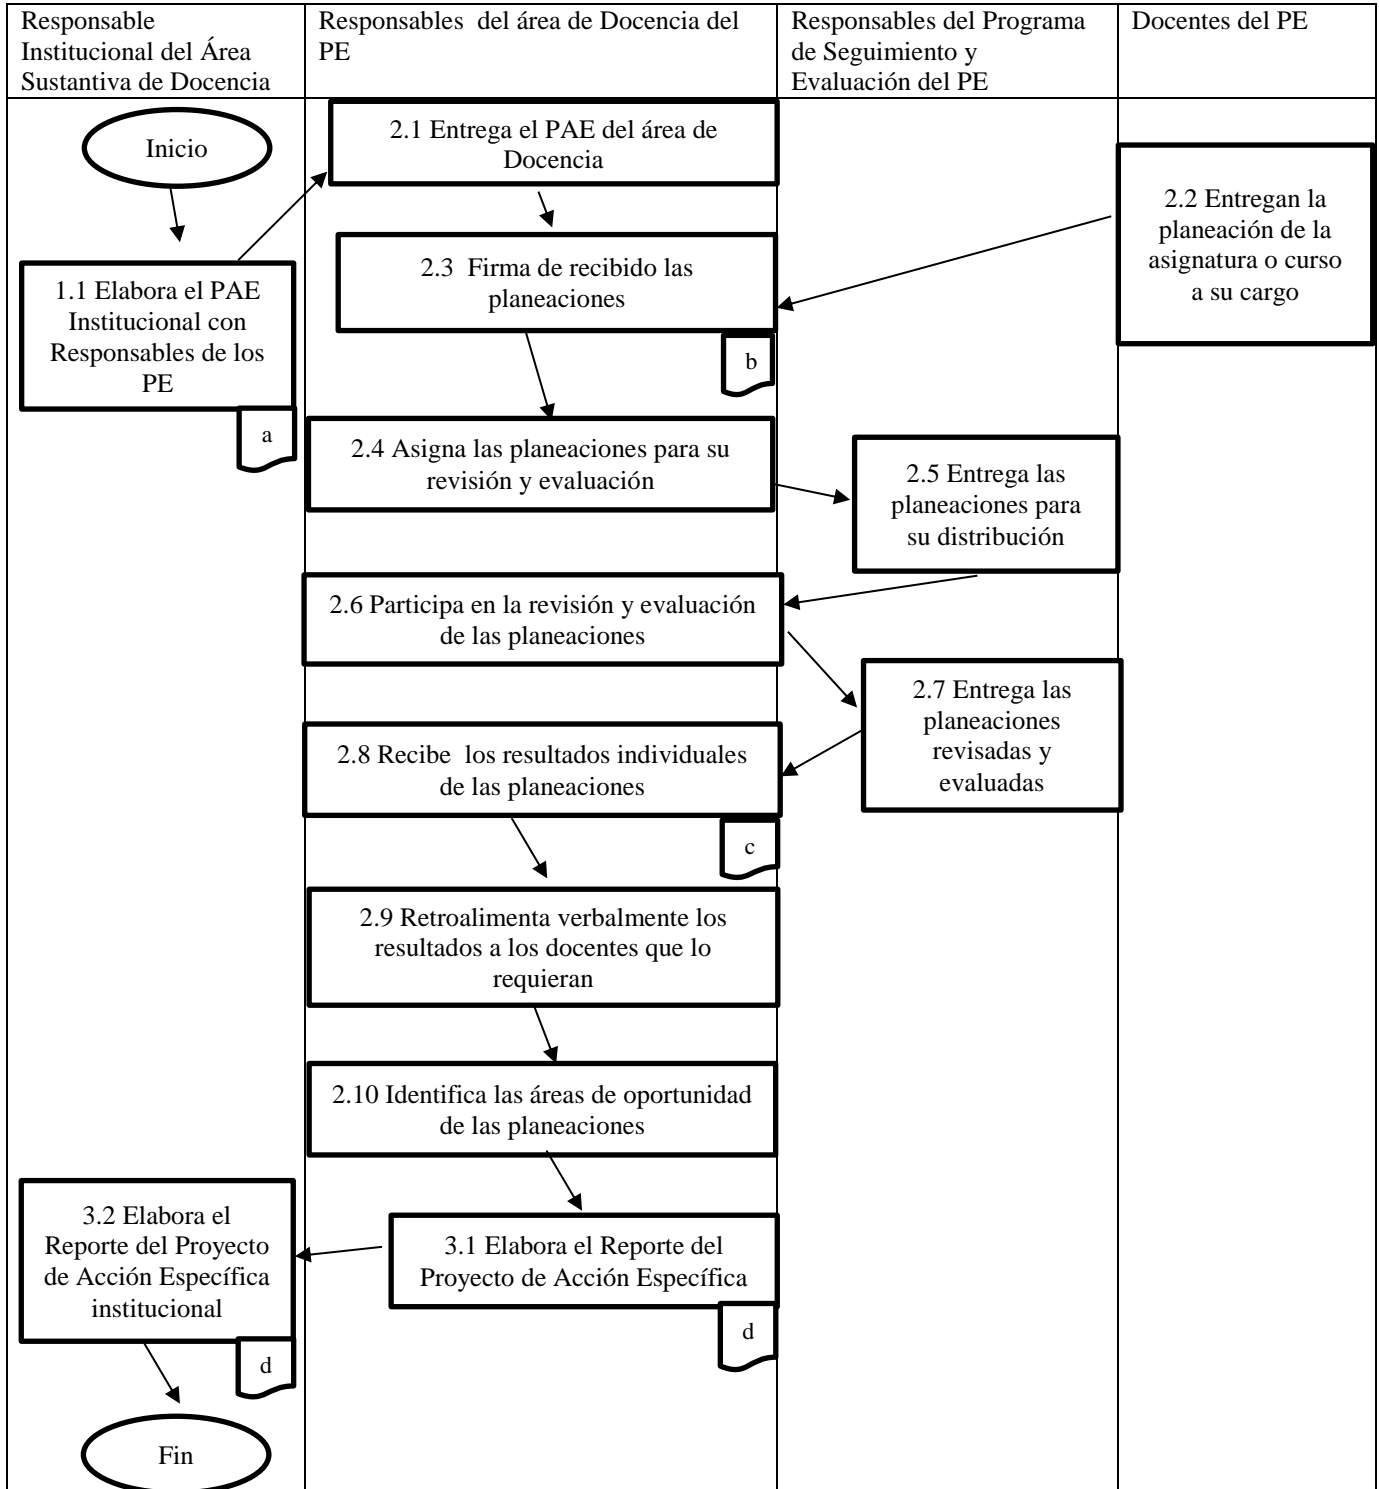 Responsable
Institucional del Área
Sustantiva de Docencia
Responsables  del área de Docencia del
PE
Responsables del Programa
de Seguimiento y
Evaluación del PE
Docentes del PE
Inicio
2.1 Entrega el PAE del área de
Docencia
2.2 Entregan la
planeación de la
asignatura o curso
a su cargo
1.1 Elabora el PAE
Institucional con
Responsables de los
PE
a
2.3  Firma de recibido las
planeaciones
b
2.4 Asigna las planeaciones para su
revisión y evaluación
2.5 Entrega las
planeaciones para
su distribución
2.6 Participa en la revisión y evaluación
de las planeaciones
2.7 Entrega las
planeaciones
revisadas y
evaluadas
2.8 Recibe  los resultados individuales
de las planeaciones
c
2.9 Retroalimenta verbalmente los
resultados a los docentes que lo
requieran
2.10 Identifica las áreas de oportunidad
de las planeaciones
3.1 Elabora el Reporte del
Proyecto de Acción Específica
d
3.2 Elabora el
Reporte del Proyecto
de Acción Específica
institucional
d
Fin